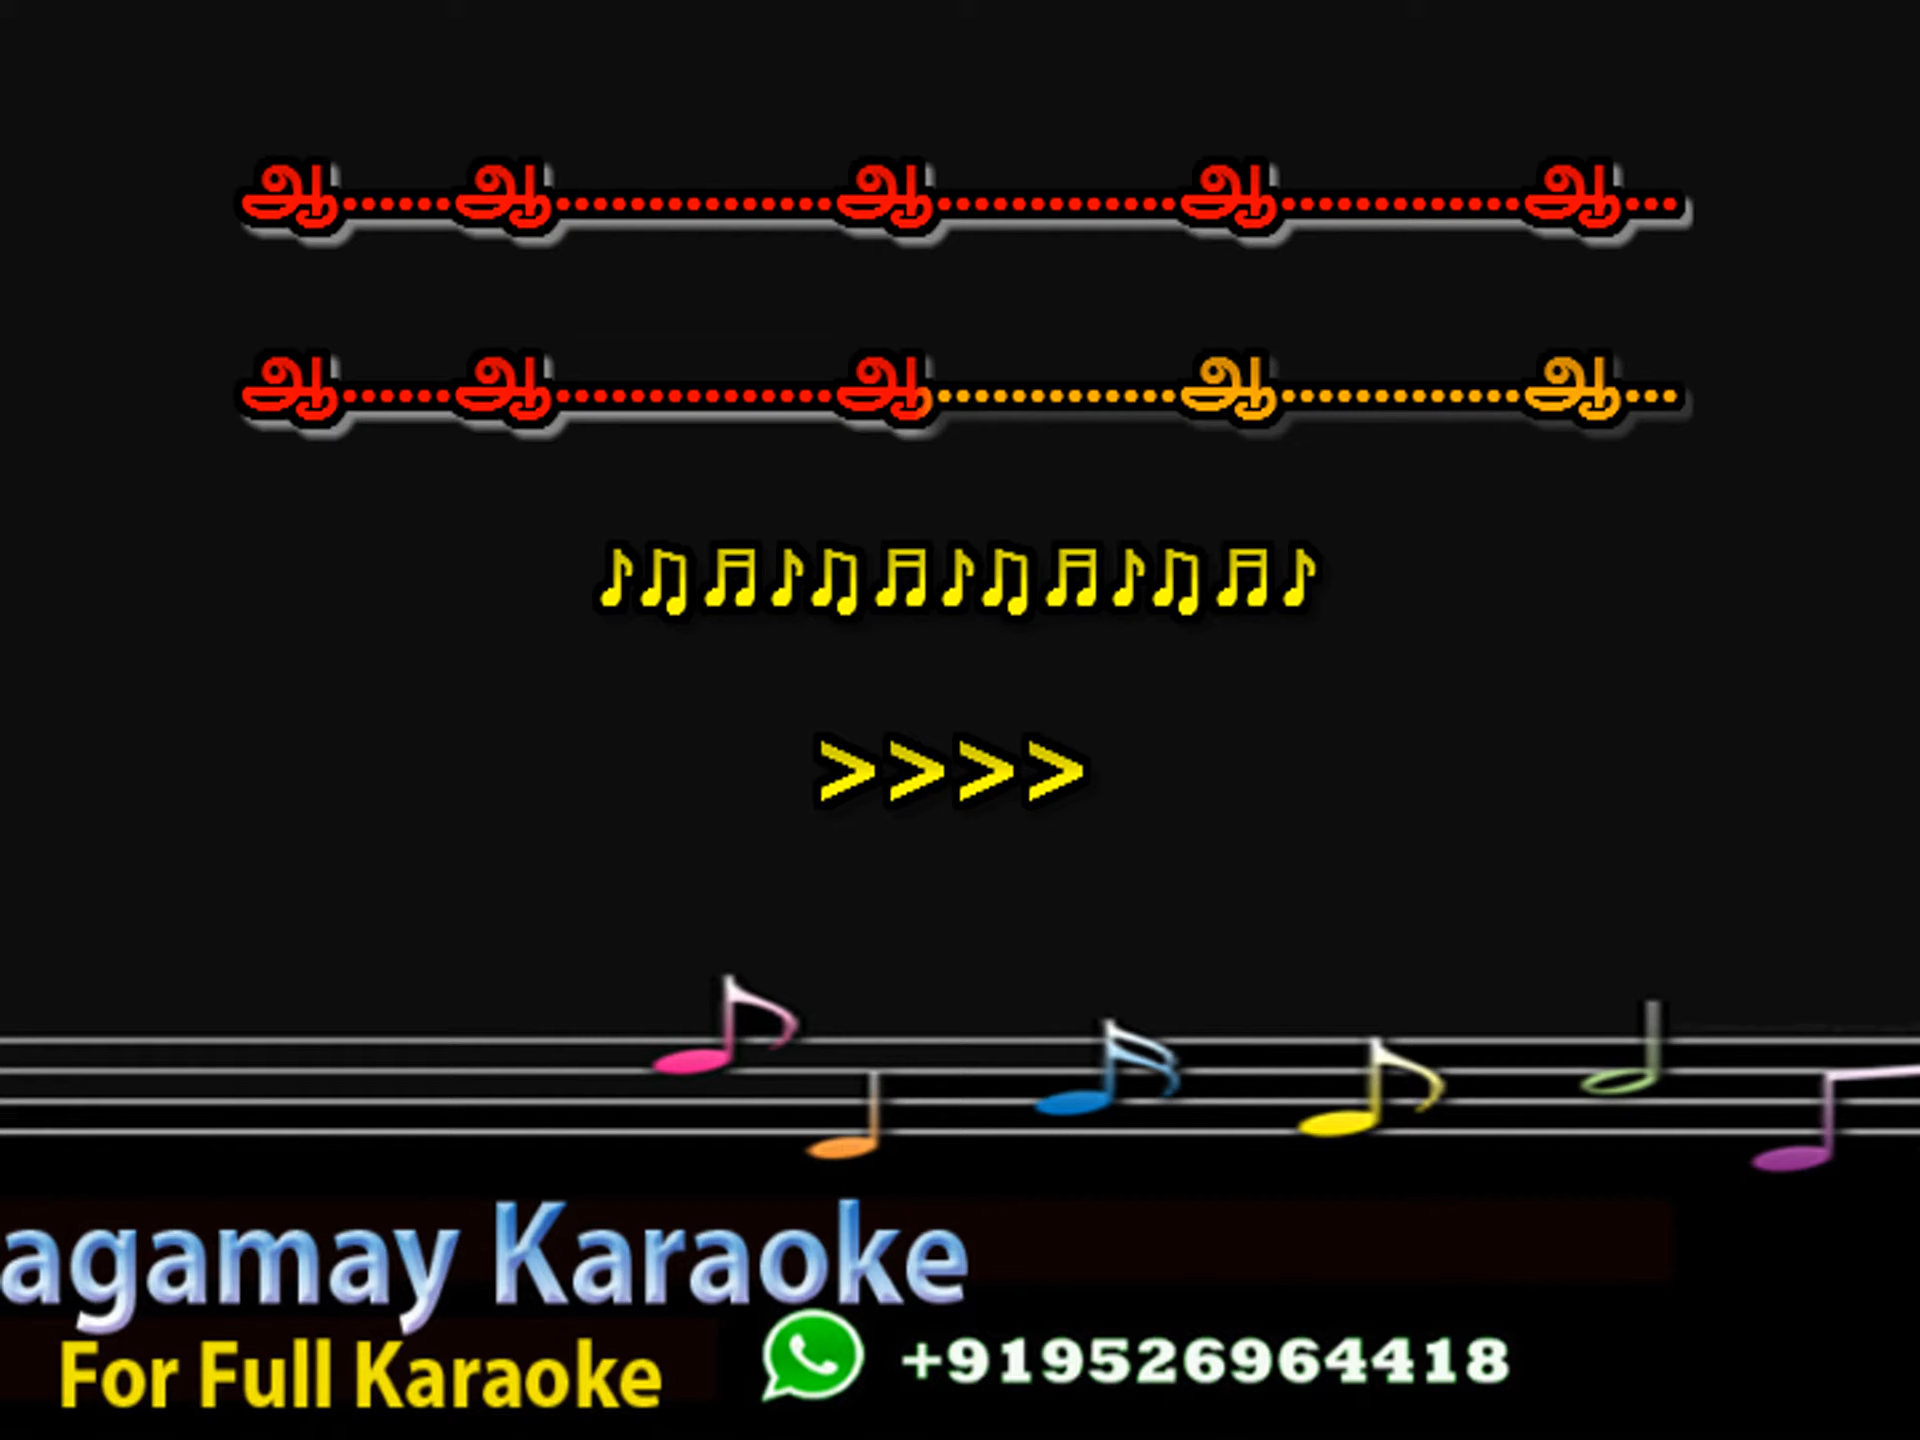 ஆ........ஆ.....................ஆ..................ஆ..................ஆ....
ஆ........ஆ.....................ஆ..................ஆ..................ஆ....
♪♫♬♪♫♬♪♫♬♪♫♬♪
>>>>
agamay Karaoke
For Full Karaoke +919526964418